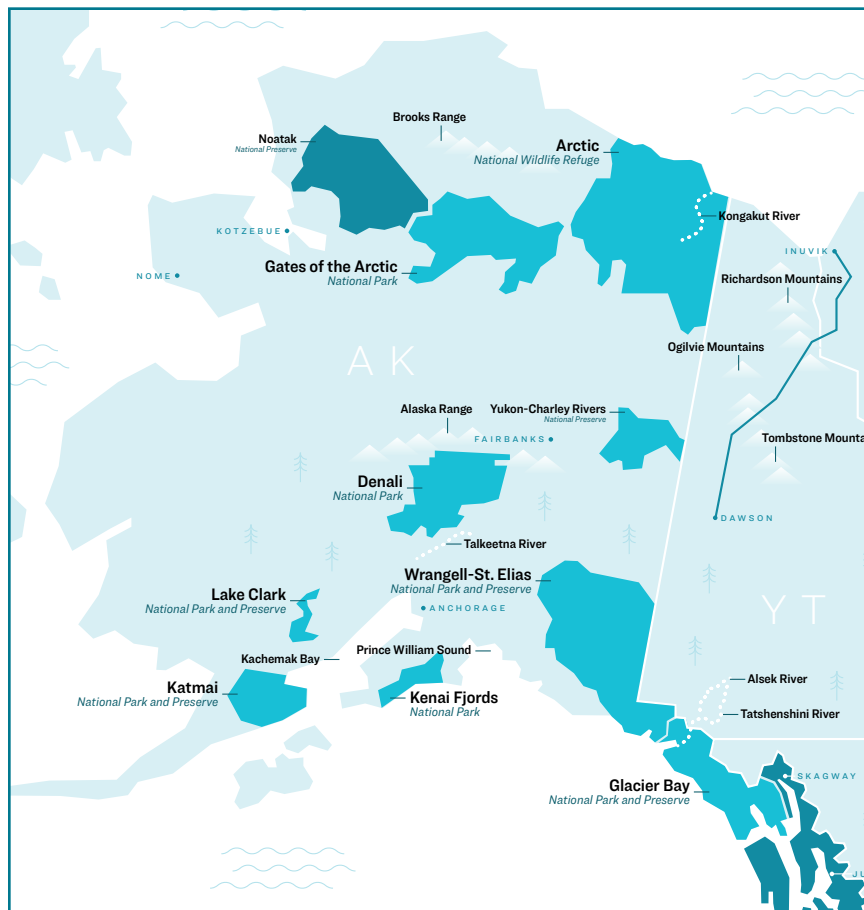 Brooks Range
Noatak
National Preserve
Arctic
National Wildlife Refuge
Kongakut River
KOTZEBUE
INUVIK
Gates of the Arctic
National Park
NOME
Richardson Mountains
Ogilvie Mountains
AK
Alaska Range
Yukon-Charley Rivers
National Preserve
FAIRBANKS
Tombstone Mounta
Denali
National Park
DAWSON
Talkeetna River
Wrangell-St. Elias
National Park and Preserve
Lake Clark
National Park and Preserve
ANCHORAGE
YT
Prince William Sound
Kachemak Bay
Katmai
National Park and Preserve
Alsek River
Kenai Fjords
National Park
Tatshenshini River
SKAGWAY
Glacier Bay
National Park and Preserve
JU